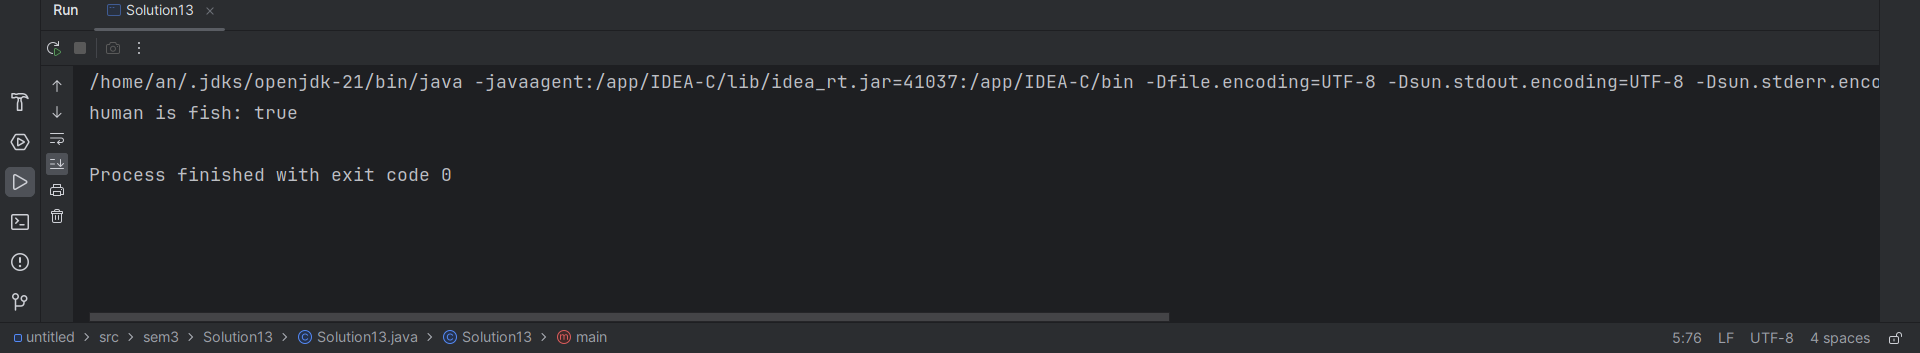 Run Solution13
/home/an/.jdks/openjdk-21/bin/java -javaagent:/app/IDEA-C/lib/idea_rt.jar=41037:/app/IDEA-C/bin -Dfile.encoding=UTF-8 -Dsun.stdout.encoding=UTF-8 -Dsun.stderr.enco
human is fish: true
Process finished with exit code 0
untitled > src > sem3 > Solution13 > Solution13.java > Solution13 > main 5:76 LF UTF-8 4 spaces